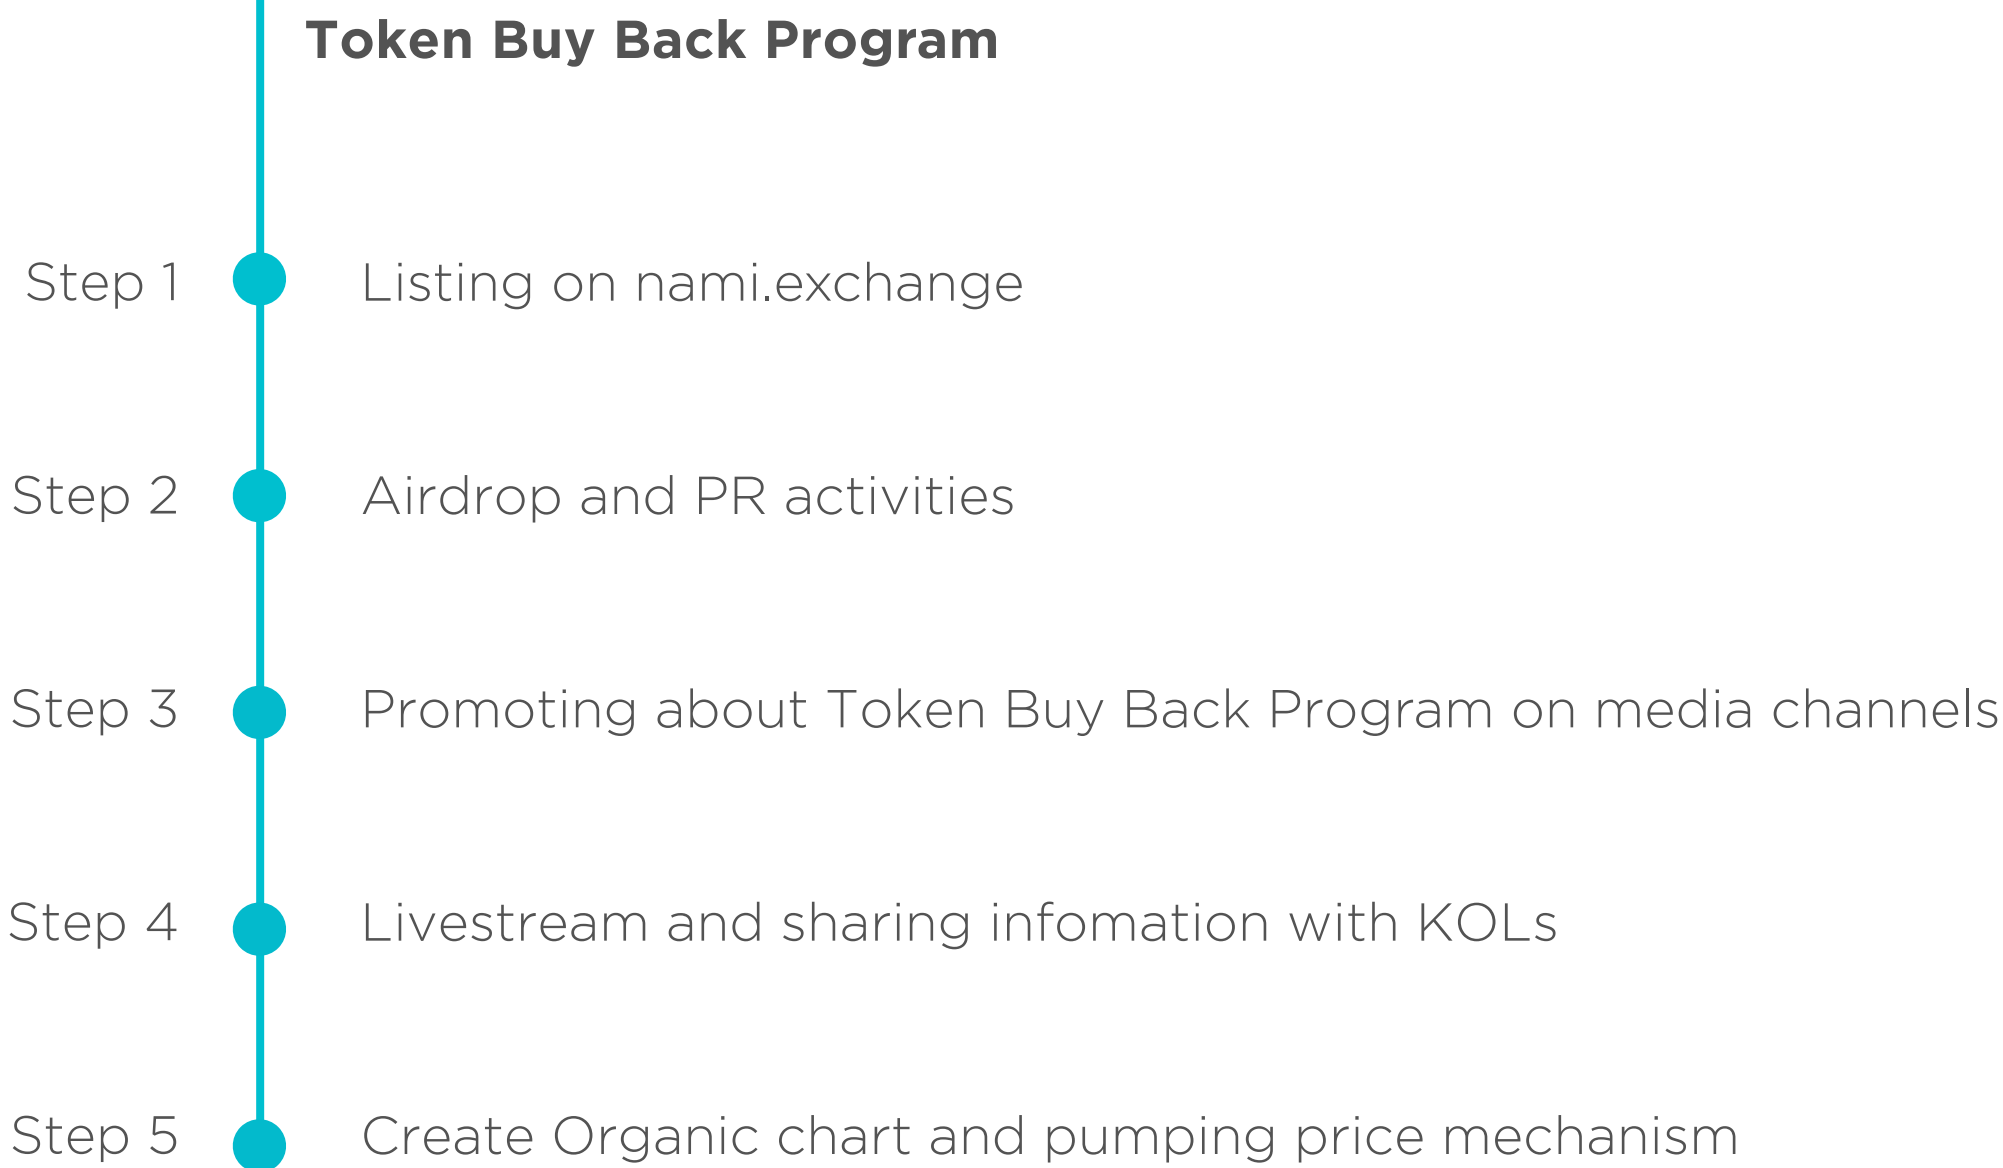 Token Buy Back Program
Step 1 Listing on nami.exchange
Step 2 Airdrop and PR activities
Step 3 Promoting about Token Buy Back Program on media channels
Step 4 Livestream and sharing infomation with KOLs
Step 5 Create Organic chart and pumping price mechanism